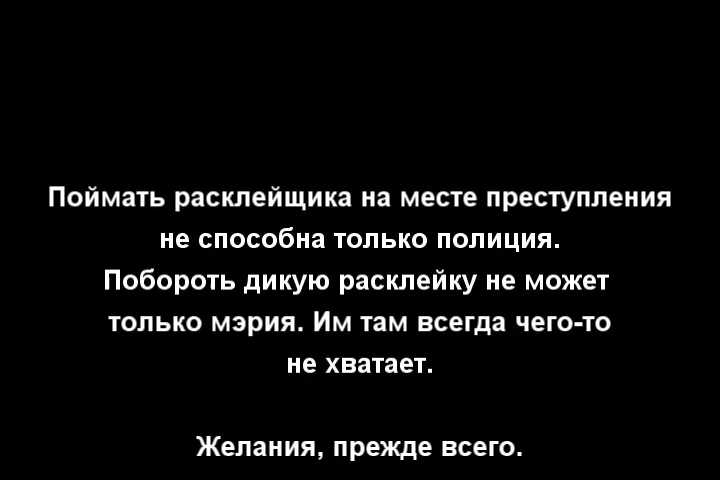 Поймать расклейщика на месте преступления
не способна только полиция.
Побороть дикую расклейку не может
только мэрия. Им там всегда чего-то
не хватает.
Желания, прежде всего.